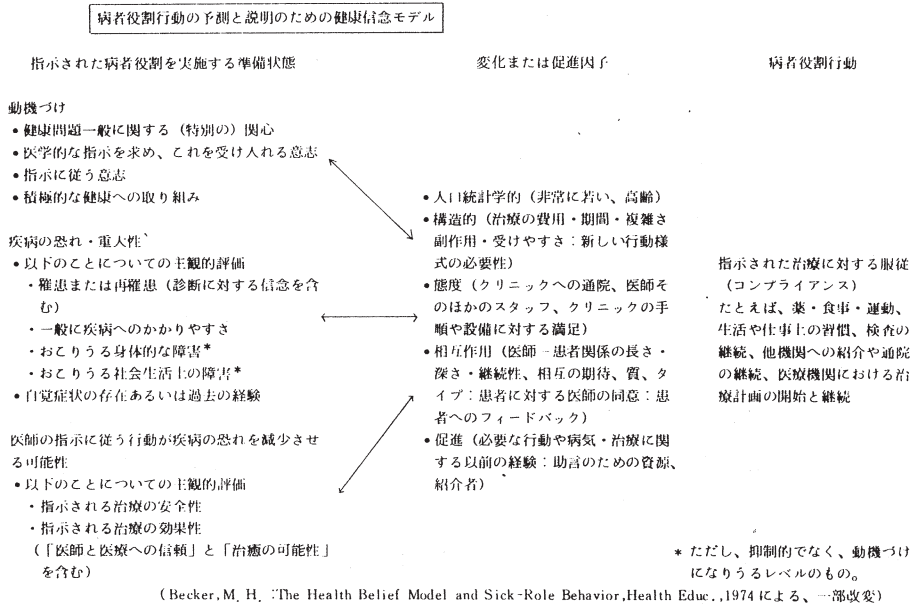 病者役割行動の予測と説明のための健康信念モデル
指示された病者役割を実施する準備状態
変化または促進因子
病者役割行動
動機づけ
•健康問題一般に関する（特別の）関心
•医学的な指示を求め、これを受け入れる意志
•指示に従う意志
•積極的な健康への取り組み
疾病の恐れ・重大性
•以下のことについての主観的評価
・罹患または再罹患（診断に対する信念を含
む）
・一般に疾病へのかかりやすさ
・おこりうる身体的な障害*
・おこりうる社会生活上の障害*
•自覚症状の存在あるいは過去の経験
医師の指示に従う行動が疾病の恐れを減少させ
る可能性
•以下のことについての主観的評価
・指示される治療の安全性
・指示される治療の効果性
（「医師と医療への信頼」と「治癒の可能性」
を含む）
•人口統計学的（非常に若い、高齢）
•構造的（治療の費用・期間・複雑さ
副作用・受けやすさ：新しい行動様
式の必要性）
•態度（クリニックへの通院、医師そ
のほかのスタッフ、クリニックの手
順や設備に対する満足）
•相互作用（医師－患者関係の長さ・
深さ・継続性、相互の期待、質、タ
イプ：患者に対する医師の同意：患
者へのフィードバック）
•促進（必要な行動や病気・治療に関
する以前の経験：助言のための資源、
紹介者）
指示された治療に対する服従
（コンプライアンス）
たとえば、薬・食事・運動、
生活や仕事上の習慣、検査の
継続、他機関への紹介や通院
の継続、医療機関における治
療計画の開始と継続
* ただし、抑制的でなく、動機づけ
になりうるレベルのもの。
（Becker,M.H.:The Health Belief Model and Sick-Role Behavior,Health Educ.,1974による、一部改変）